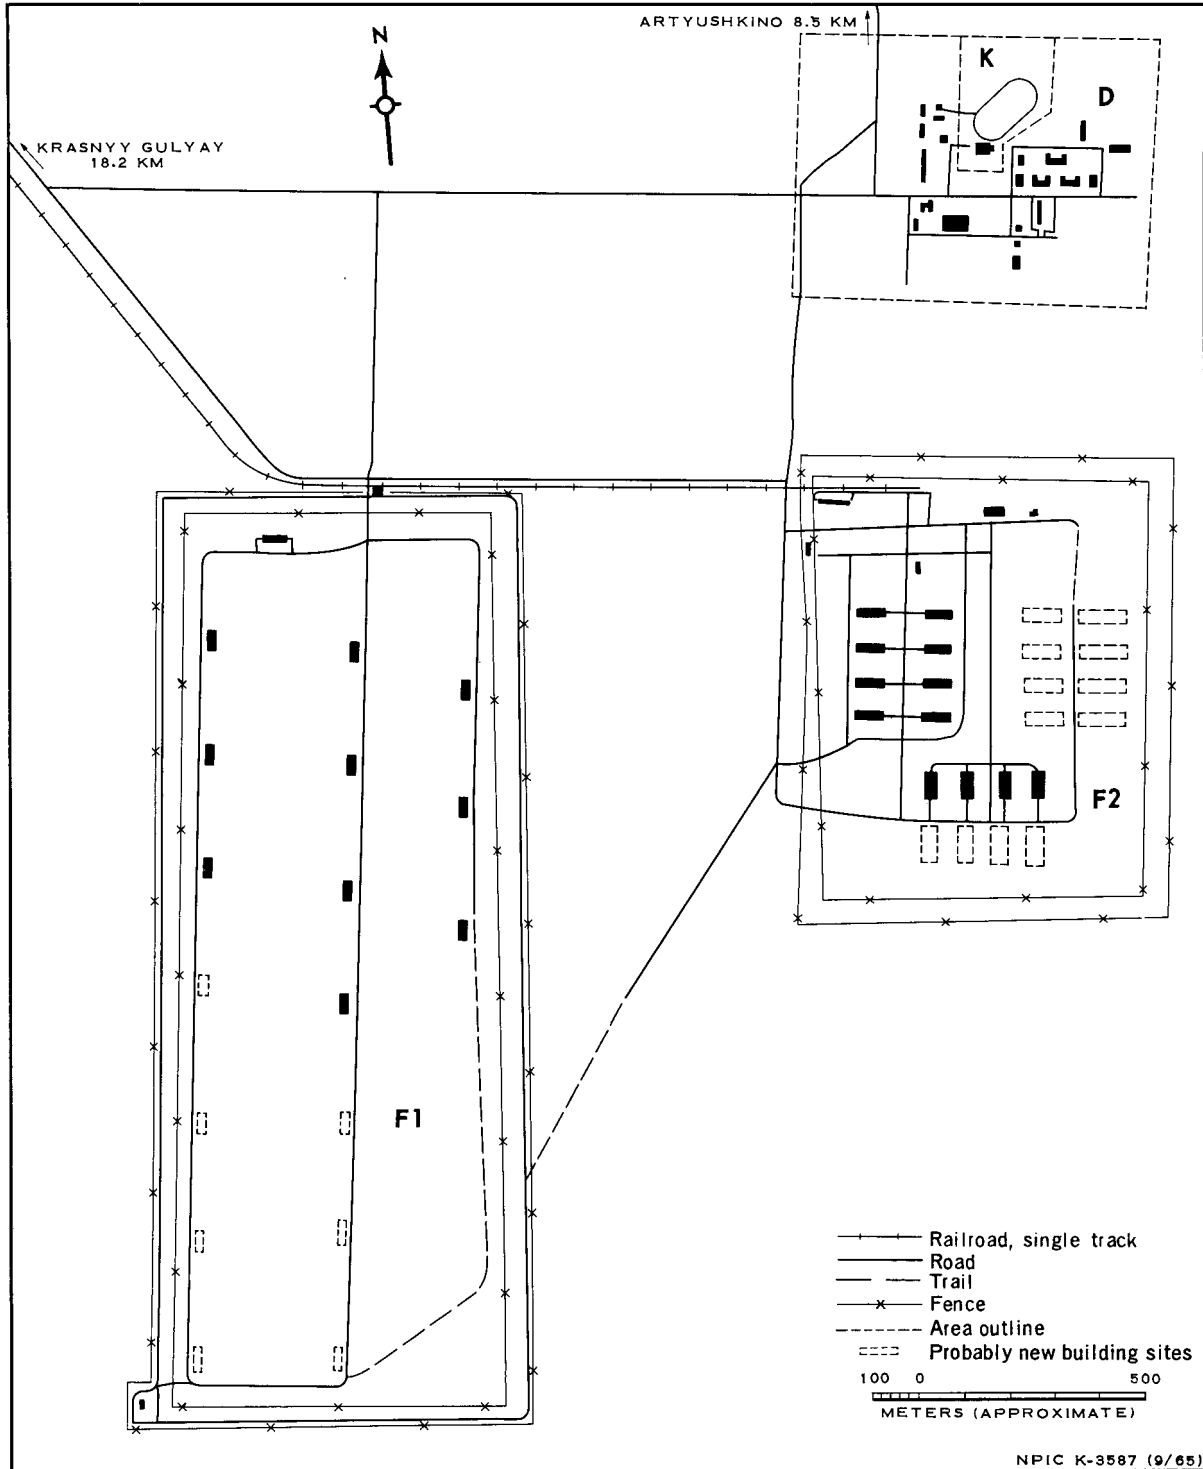 ARTYUSHKINO 8.5 KM
N
K
D
KRASNYY GULYAY
18.2 KM
F2
F1
Railroad, single track
Road
Trail
Fence
Area outline
Probably new building sites
100 0 500
METERS (APPROXIMATE)
NPIC K-3587 (9/65)